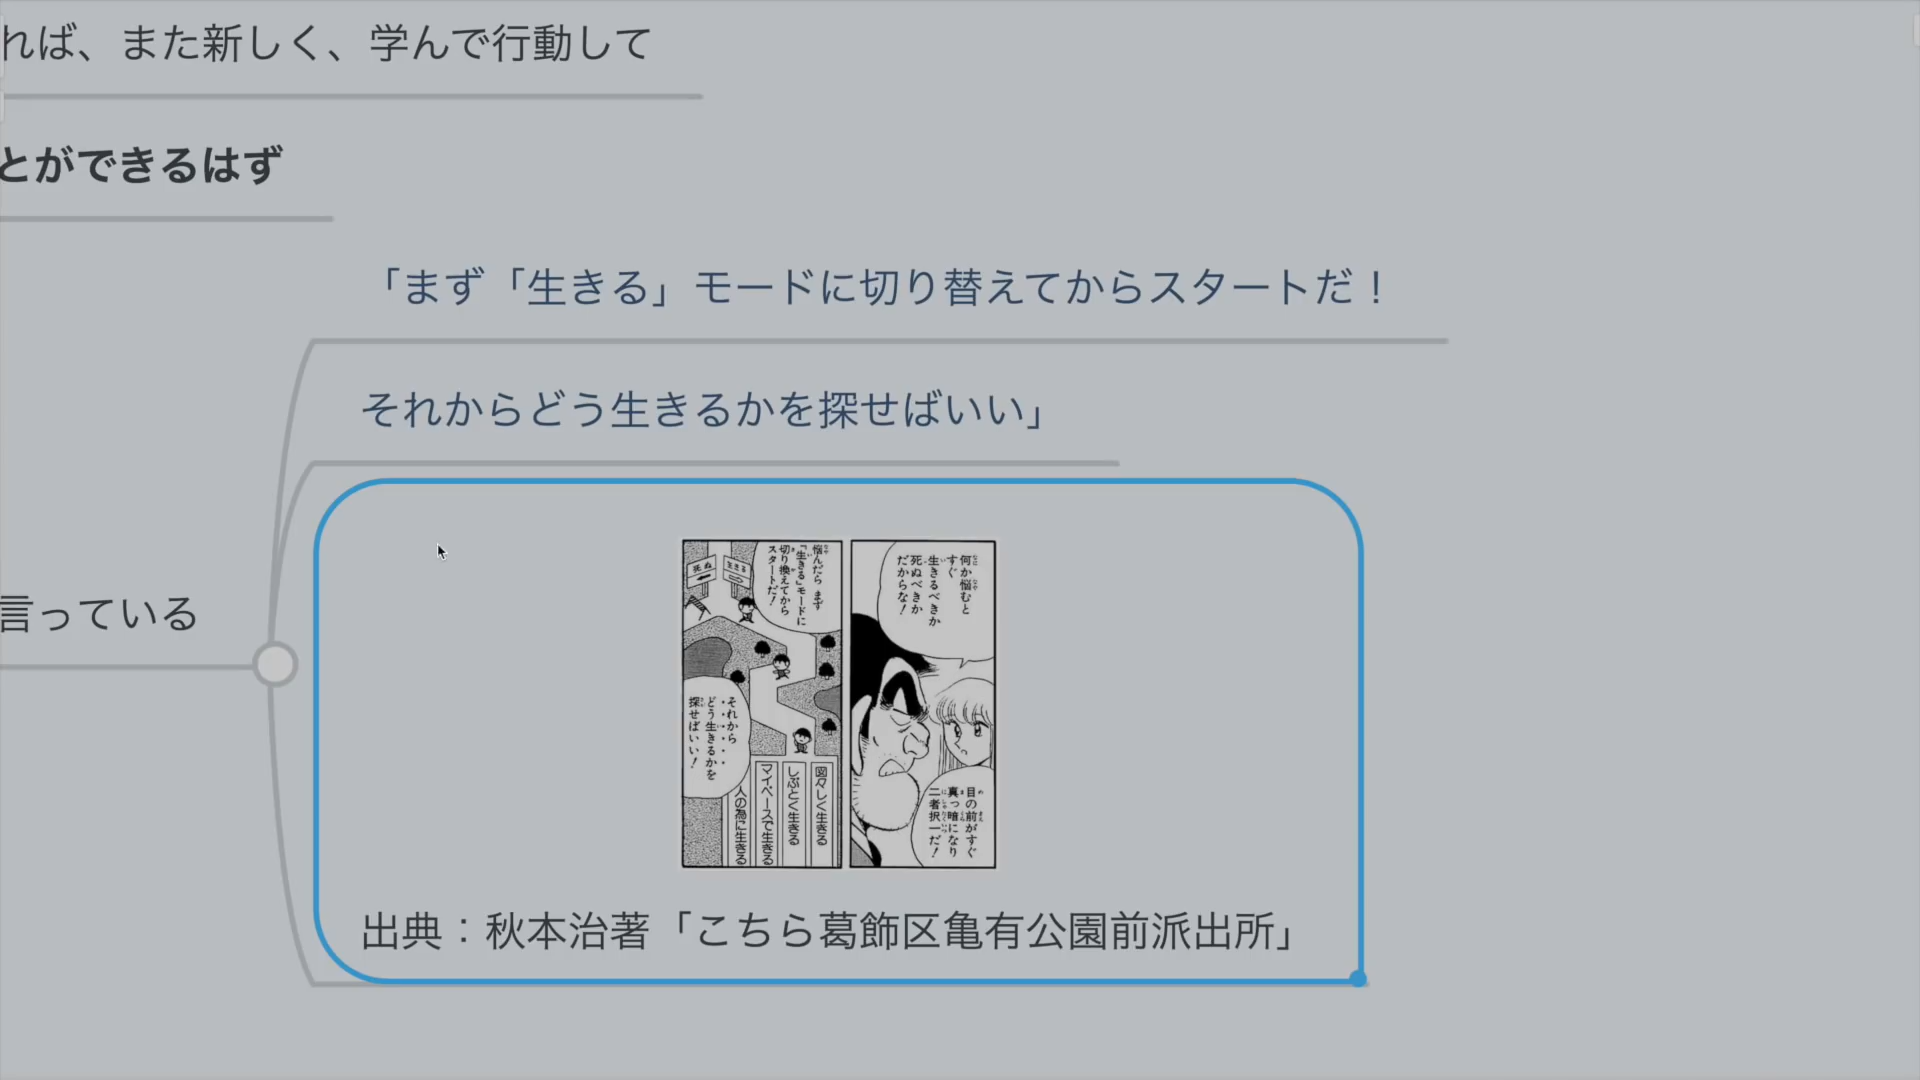 れば、また新しく、学んで行動して
とができるはず
「まず「生きる」モードに切り替えてからスタートだ！
それからどう生きるかを探せばいい」
言っている
何か悩むと
すぐ
生きるべきか
死ぬべきか
だからな！
目の前がすぐ
真っ暗になり
二者択一だ！
悩んだら まず
「生きる」モードに
切り換えてから
スタートだ！
生きる
死ぬ
それから
どう生きるかを
探せばいい！
図々しく生きる
しぶとく生きる
マイペースで生きる
人の為に生きる
出典：秋本治著「こちら葛飾区亀有公園前派出所」